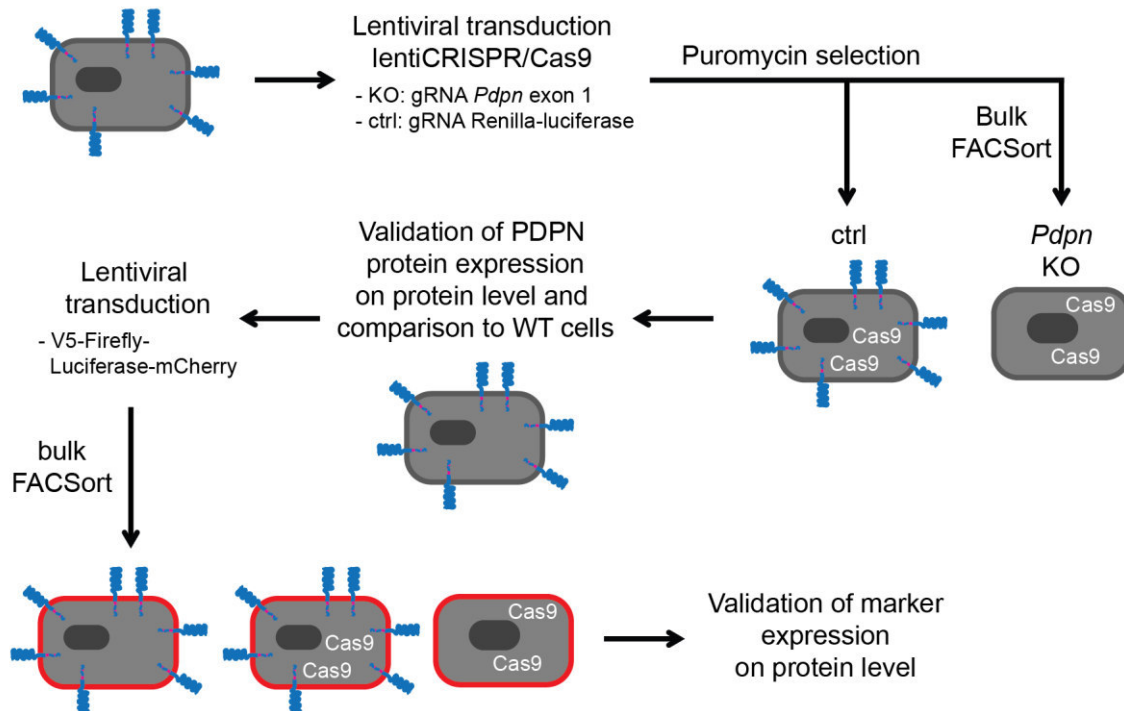 Lentiviral transduction
lentiCRISPR/Cas9
- KO: gRNA Pdpn exon 1
- ctrl: gRNA Renilla-luciferase
Puromycin selection
Bulk
FACSort
ctrl
Pdpn
KO
Cas9
Cas9
Cas9
Cas9
Validation of PDPN
protein expression
on protein level and
comparison to WT cells
Lentiviral
transduction
- V5-Firefly-
Luciferase-mCherry
bulk
FACSort
Cas9
Cas9
Cas9
Cas9
Validation of marker
expression
on protein level